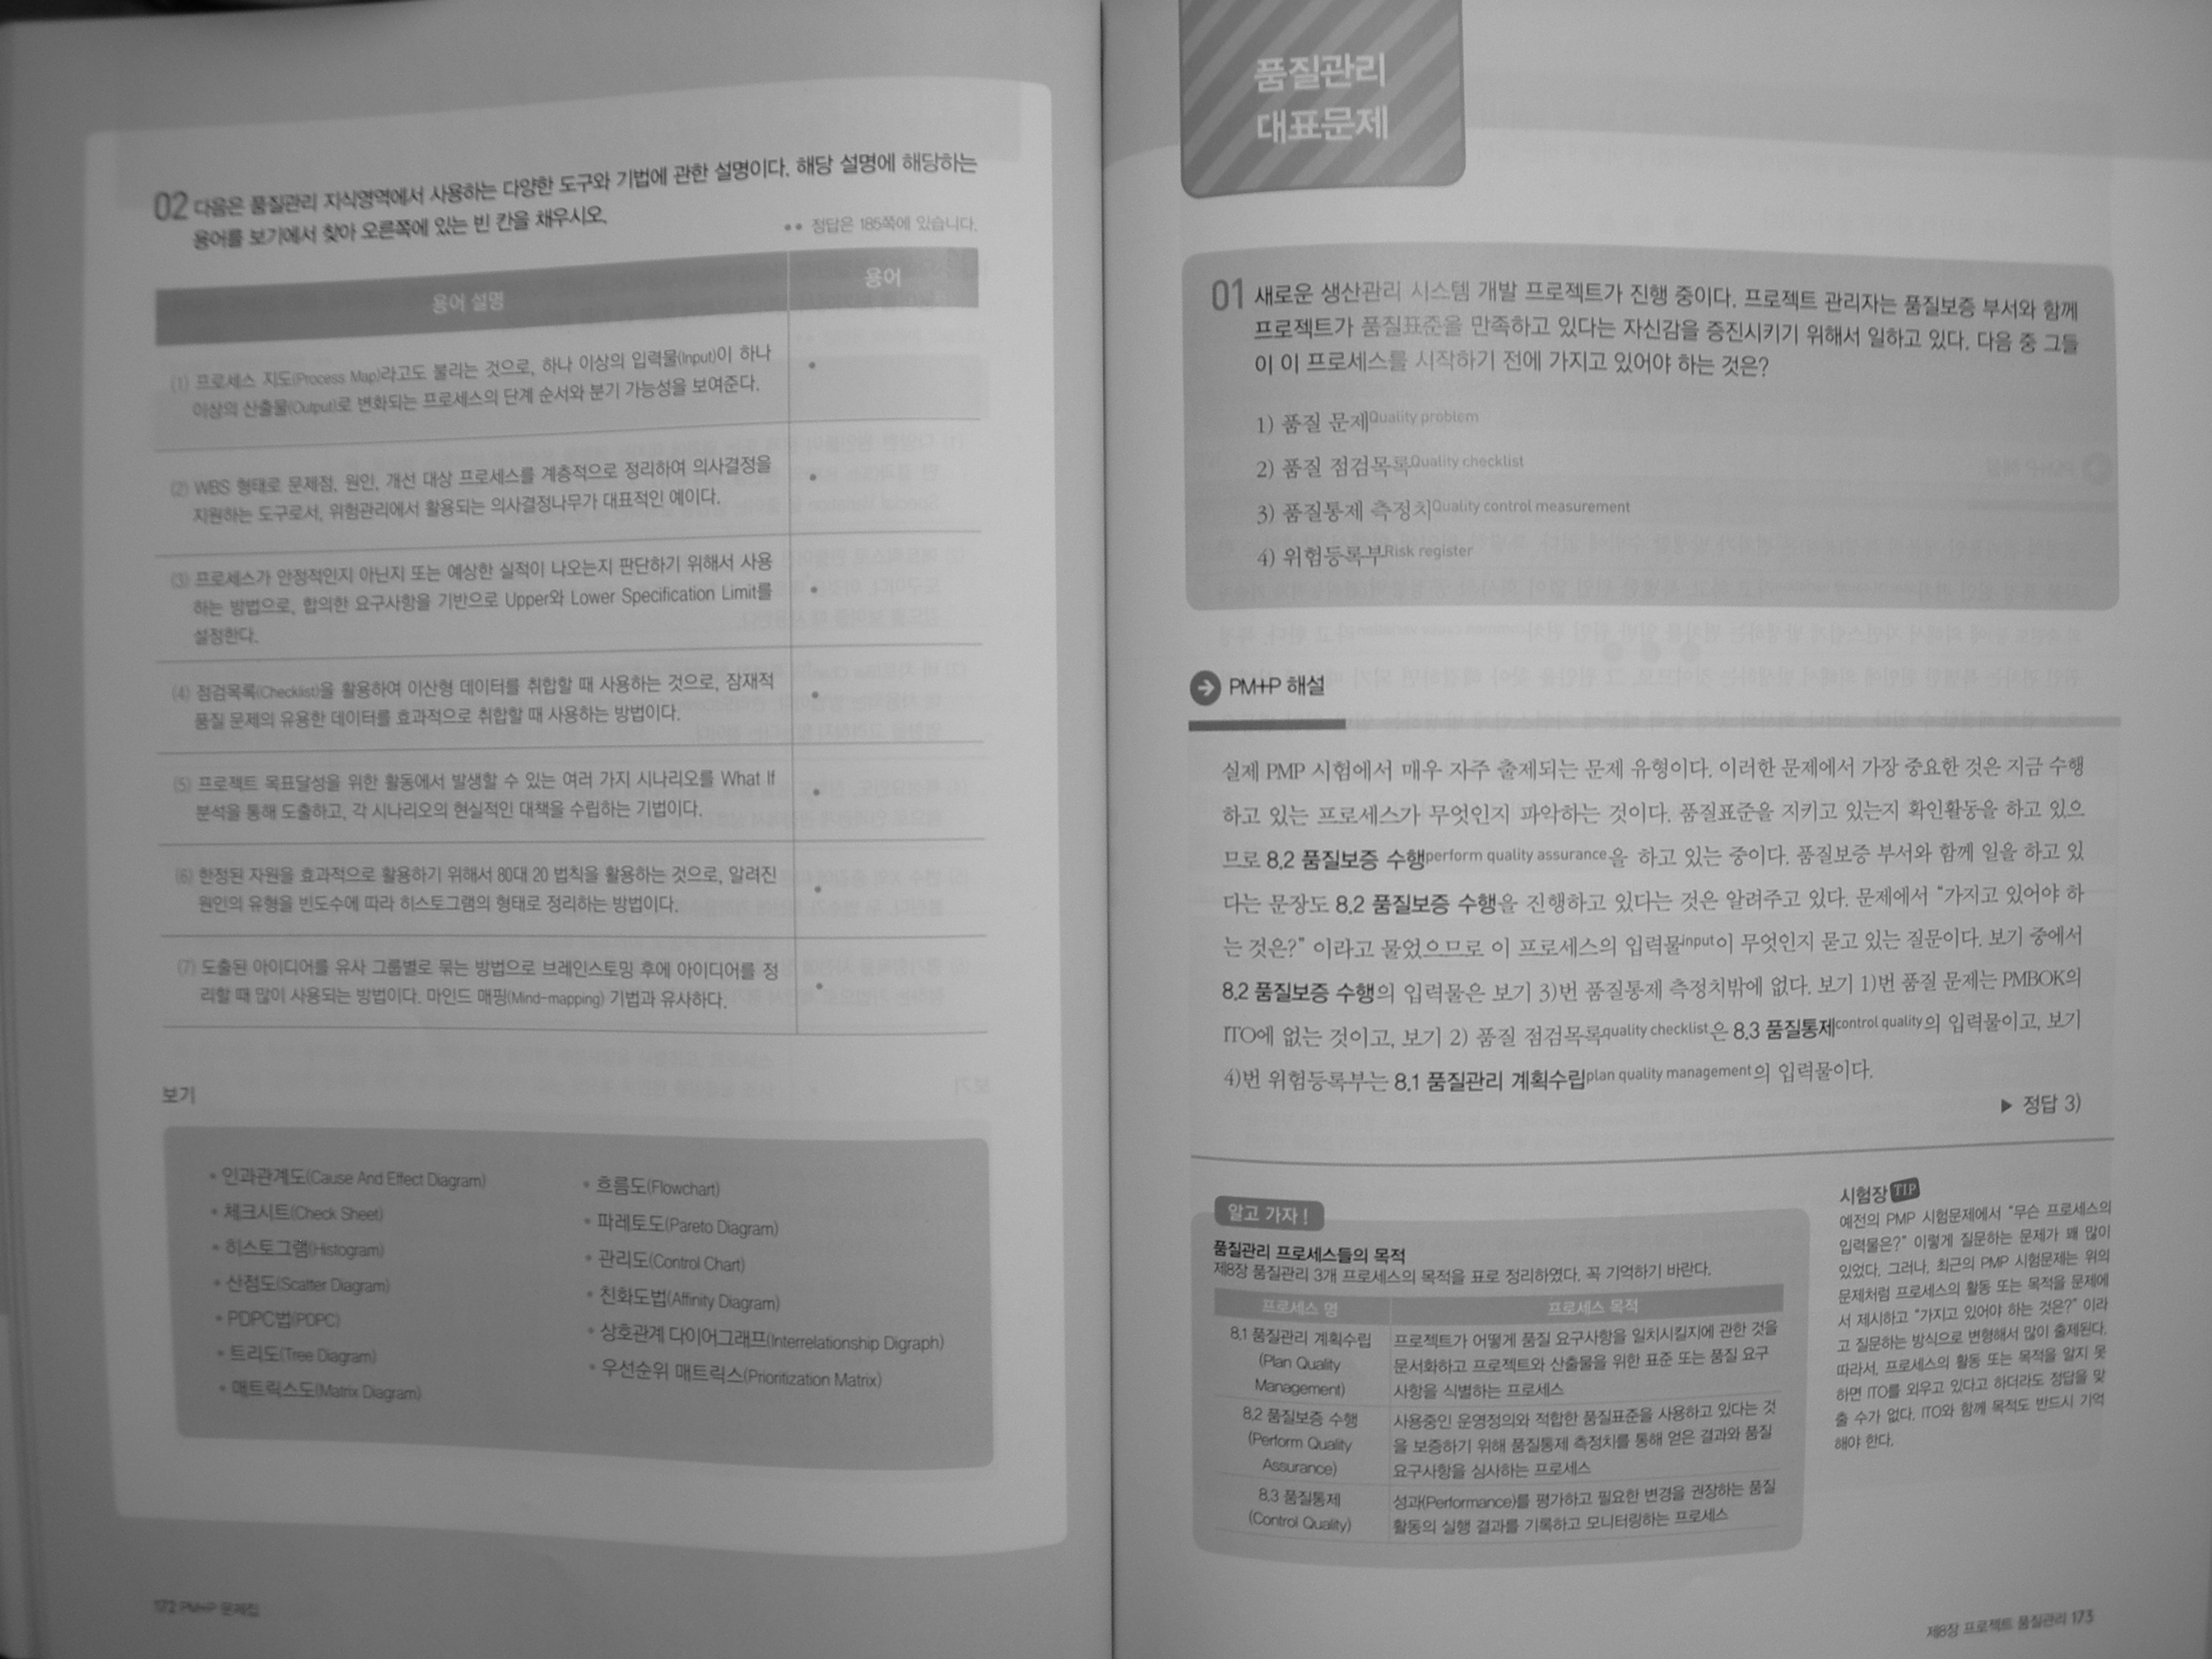 02 다음은 품질관리 지식영역에서 사용하는 다양한 도구와 기법에 관한 설명이다. 해당 설명에 해당하는
용어를 보기에서 찾아 오른쪽에 있는 빈 칸을 채우시오.
•• 정답은 185쪽에 있습니다.
용어 설명
용어
(1) 프로세스 지도(Process Map)라고도 불리는 것으로, 하나 이상의 입력물(Input)이 하나
이상의 산출물(Output)로 변화되는 프로세스의 단계 순서와 분기 가능성을 보여준다.
•
(2) WBS 형태로 문제점, 원인, 개선 대상 프로세스를 계층적으로 정리하여 의사결정을
지원하는 도구로서, 위험관리에서 활용되는 의사결정나무가 대표적인 예이다.
•
(3) 프로세스가 안정적인지 아닌지 또는 예상한 실적이 나오는지 판단하기 위해서 사용
하는 방법으로, 합의한 요구사항을 기반으로 Upper와 Lower Specification Limit를
설정한다.
•
(4) 점검목록(Checklist)을 활용하여 이산형 데이터를 취합할 때 사용하는 것으로, 잠재적
품질 문제의 유용한 데이터를 효과적으로 취합할 때 사용하는 방법이다.
•
(5) 프로젝트 목표달성을 위한 활동에서 발생할 수 있는 여러 가지 시나리오를 What If
분석을 통해 도출하고, 각 시나리오의 현실적인 대책을 수립하는 기법이다.
•
(6) 한정된 자원을 효과적으로 활용하기 위해서 80대 20 법칙을 활용하는 것으로, 알려진
원인의 유형을 빈도수에 따라 히스토그램의 형태로 정리하는 방법이다.
•
(7) 도출된 아이디어를 유사 그룹별로 묶는 방법으로 브레인스토밍 후에 아이디어를 정
리할 때 많이 사용되는 방법이다. 마인드 매핑(Mind-mapping) 기법과 유사하다.
•
보기
• 인과관계도(Cause And Effect Diagram)
• 체크시트(Check Sheet)
• 히스토그램(Histogram)
• 산점도(Scatter Diagram)
• PDPC법(PDPC)
• 트리도(Tree Diagram)
• 매트릭스도(Matrix Diagram)
• 흐름도(Flowchart)
• 파레토도(Pareto Diagram)
• 관리도(Control Chart)
• 친화도법(Affinity Diagram)
• 상호관계 다이어그래프(Interrelationship Digraph)
• 우선순위 매트릭스(Prioritization Matrix)
172 PM+P 문제집
품질관리
대표문제
01 새로운 생산관리 시스템 개발 프로젝트가 진행 중이다. 프로젝트 관리자는 품질보증 부서와 함께
프로젝트가 품질표준을 만족하고 있다는 자신감을 증진시키기 위해서 일하고 있다. 다음 중 그들
이 이 프로세스를 시작하기 전에 가지고 있어야 하는 것은?
1) 품질 문제Quality problem
2) 품질 점검목록Quality checklist
3) 품질통제 측정치Quality control measurement
4) 위험등록부Risk register
PM+P 해설
실제 PMP 시험에서 매우 자주 출제되는 문제 유형이다. 이러한 문제에서 가장 중요한 것은 지금 수행
하고 있는 프로세스가 무엇인지 파악하는 것이다. 품질표준을 지키고 있는지 확인활동을 하고 있으
므로 8.2 품질보증 수행perform quality assurance을 하고 있는 중이다. 품질보증 부서와 함께 일을 하고 있
다는 문장도 8.2 품질보증 수행을 진행하고 있다는 것은 알려주고 있다. 문제에서 “가지고 있어야 하
는 것은?” 이라고 물었으므로 이 프로세스의 입력물input이 무엇인지 묻고 있는 질문이다. 보기 중에서
8.2 품질보증 수행의 입력물은 보기 3)번 품질통제 측정치밖에 없다. 보기 1)번 품질 문제는 PMBOK의
ITO에 없는 것이고, 보기 2) 품질 점검목록quality checklist은 8.3 품질통제control quality의 입력물이고, 보기
4)번 위험등록부는 8.1 품질관리 계획수립plan quality management의 입력물이다.
▶ 정답 3)
알고 가자!
품질관리 프로세스들의 목적
제8장 품질관리 3개 프로세스의 목적을 표로 정리하였다. 꼭 기억하기 바란다.
프로세스 명
프로세스 목적
8.1 품질관리 계획수립
(Plan Quality
Management)
프로젝트가 어떻게 품질 요구사항을 일치시킬지에 관한 것을
문서화하고 프로젝트와 산출물을 위한 표준 또는 품질 요구
사항을 식별하는 프로세스
8.2 품질보증 수행
(Perform Quality
Assurance)
사용중인 운영정의와 적합한 품질표준을 사용하고 있다는 것
을 보증하기 위해 품질통제 측정치를 통해 얻은 결과와 품질
요구사항을 심사하는 프로세스
8.3 품질통제
(Control Quality)
성과(Performance)를 평가하고 필요한 변경을 권장하는 품질
활동의 실행 결과를 기록하고 모니터링하는 프로세스
시험장 TIP
예전의 PMP 시험문제에서 “무슨 프로세스의
입력물은?” 이렇게 질문하는 문제가 꽤 많이
있었다. 그러나, 최근의 PMP 시험문제는 위의
문제처럼 프로세스의 활동 또는 목적을 문제에
서 제시하고 “가지고 있어야 하는 것은?” 이라
고 질문하는 방식으로 변형해서 많이 출제된다.
따라서, 프로세스의 활동 또는 목적을 알지 못
하면 ITO를 외우고 있다고 하더라도 정답을 맞
출 수가 없다. ITO와 함께 목적도 반드시 기억
해야 한다.
제8장 프로젝트 품질관리 173